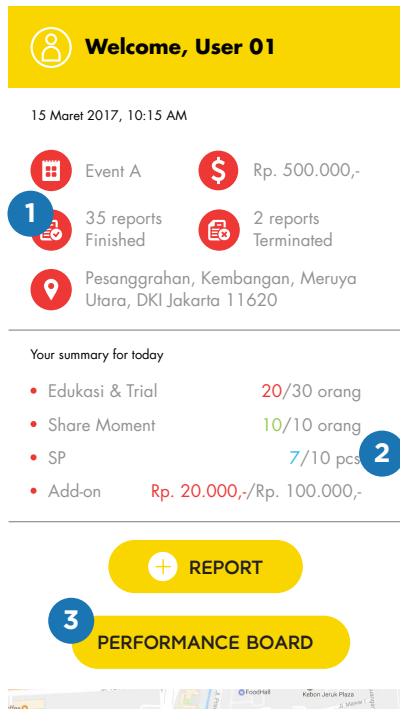 Welcome, User 01
15 Maret 2017, 10:15 AM
Event A
Rp. 500.000,-
1
35 reports
Finished
2 reports
Terminated
Pesanggrahan, Kembangan, Meruya
Utara, DKI Jakarta 11620
Your summary for today
• Edukasi & Trial 20/30 orang
• Share Moment 10/10 orang
• SP 7/10 pcs
2
• Add-on Rp. 20.000,-/Rp. 100.000,-
+ REPORT
3
PERFORMANCE BOARD
FoodHall
Kebon Jeruk Plaza
Jl. Mawar I